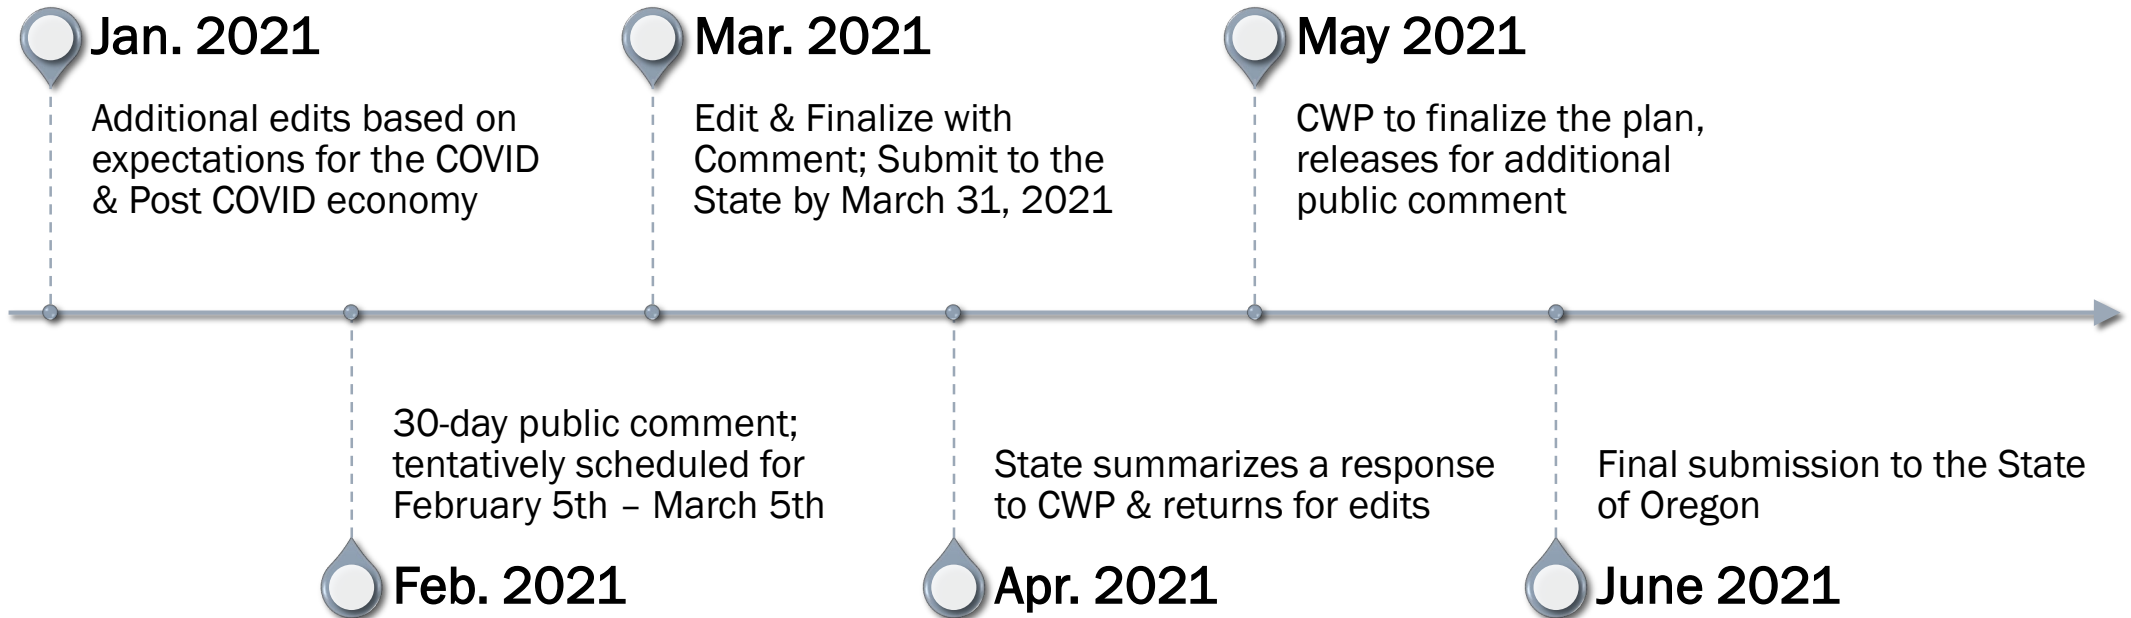 Jan. 2021
Additional edits based on
expectations for the COVID
& Post COVID economy
30-day public comment;
tentatively scheduled for
February 5th – March 5th
Feb. 2021
Mar. 2021
Edit & Finalize with
Comment; Submit to the
State by March 31, 2021
State summarizes a response
to CWP & returns for edits
Apr. 2021
May 2021
CWP to finalize the plan,
releases for additional
public comment
Final submission to the State
of Oregon
June 2021